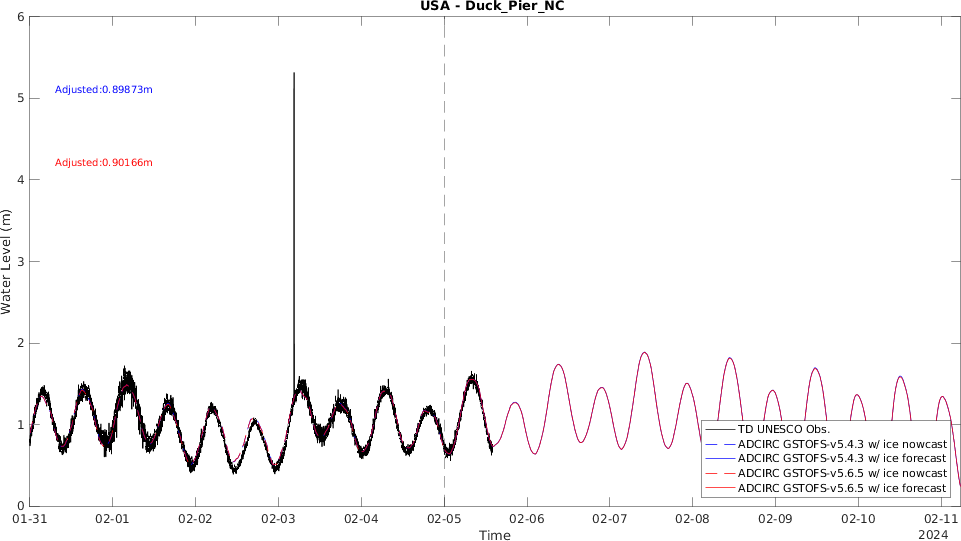 USA - Duck_Pier_NC
6
5
4
3
2
1
0
Water Level (m)
Adjusted:0.89873m
Adjusted:0.90166m
TD UNESCO Obs.
ADCIRC GSTOFS-v5.4.3 w/ ice nowcast
ADCIRC GSTOFS-v5.4.3 w/ ice forecast
ADCIRC GSTOFS-v5.6.5 w/ ice nowcast
ADCIRC GSTOFS-v5.6.5 w/ ice forecast
01-31 02-01 02-02 02-03 02-04 02-05 02-06 02-07 02-08 02-09 02-10 02-11
Time
2024